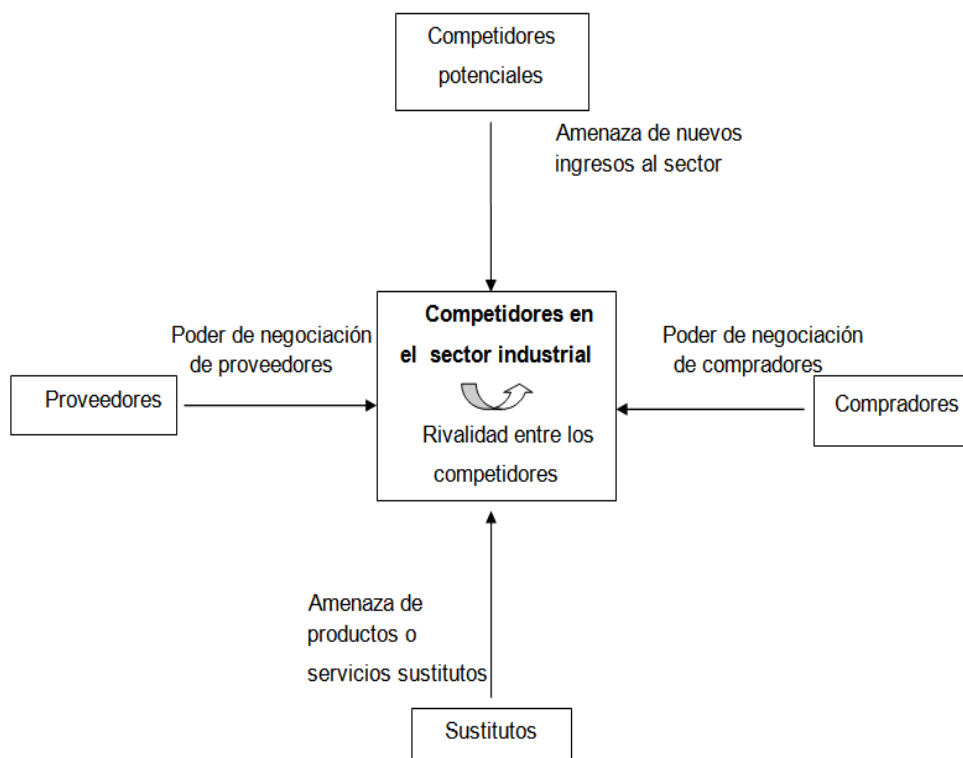 Competidores
potenciales
Amenaza de nuevos
ingresos al sector
Poder de negociación
de proveedores
Proveedores
Competidores en
el sector industrial
Rivalidad entre los
competidores
Poder de negociación
de compradores
Compradores
Amenaza de
productos o
servicios sustitutos
Sustitutos